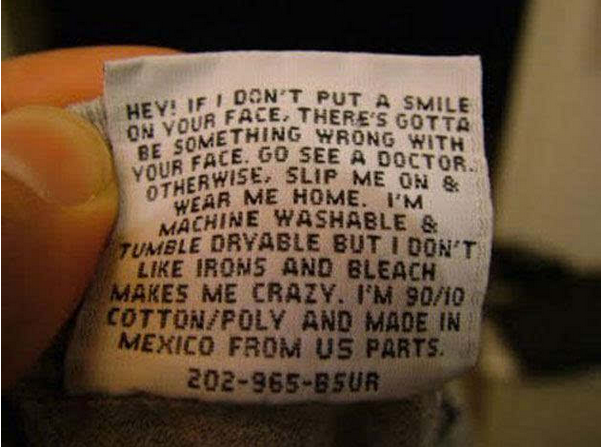 HEY! IF I DON'T PUT A SMILE
ON YOUR FACE, THERE'S GOTTA
BE SOMETHING WRONG WITH
YOUR FACE. GO SEE A DOCTOR.
OTHERWISE, SLIP ME ON &
WEAR ME HOME. I'M
MACHINE WASHABLE &
TUMBLE DRYABLE BUT I DON'T
LIKE IRONS AND BLEACH
MAKES ME CRAZY. I'M 90/10
COTTON/POLY AND MADE IN
MEXICO FROM US PARTS.
202-965-BSUR